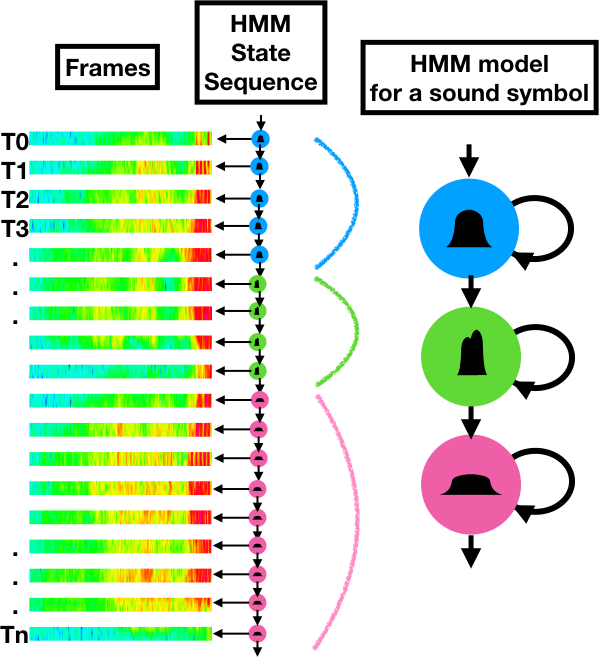 Frames
HMM
State
Sequence
HMM model
for a sound symbol
T0
T1
T2
T3
.
.
.
.
.
.
Tn